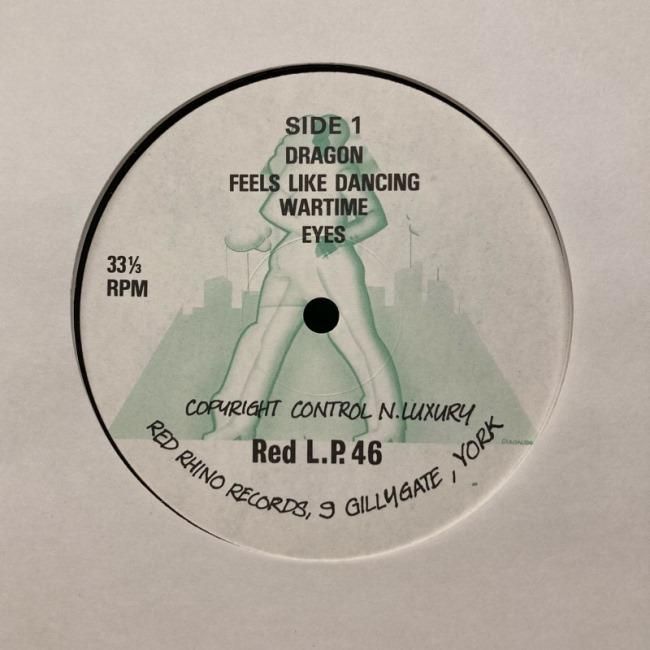 SIDE 1
DRAGON
FEELS LIKE DANCING
WARTIME
EYES
33⅓
RPM
COPYRIGHT CONTROL N.LUXURY
Red L.P. 46
RED RHINO RECORDS, 9 GILLYGATE, YORK